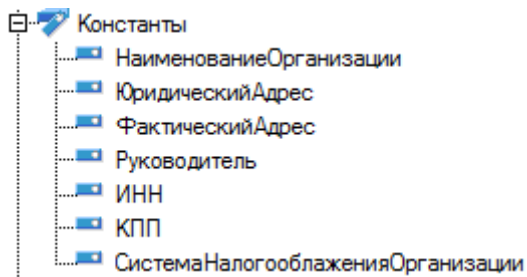 Константы
НаименованиеОрганизации
ЮридическийАдрес
ФактическийАдрес
Руководитель
ИНН
КПП
СистемаНалогооблаженияОрганизации